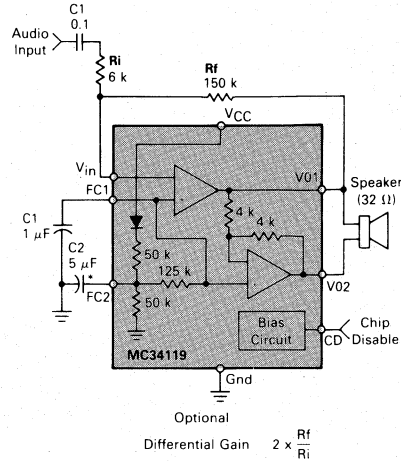 C1
0.1
Audio
Input
Ri
6 k
Rf
150 k
VCC
Vin
V01
FC1
Speaker
(32 Ω)
4 k
4 k
C1
1 μF
C2
5 μF
*
50 k
125 k
FC2
50 k
V02
Bias
Circuit
CD
Chip
Disable
MC34119
Gnd
Optional
Differential Gain 2 x Rf
Ri